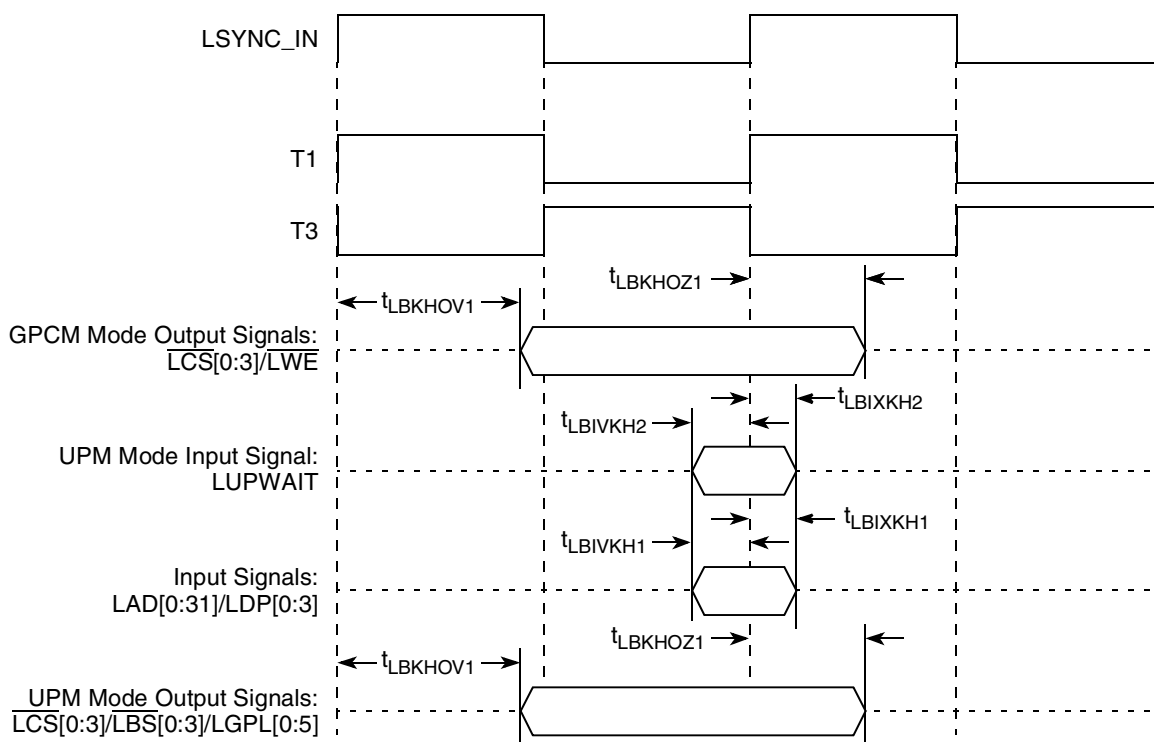 LSYNC_IN
T1
T3
tLBKHOZ1
tLBKHOV1
GPCM Mode Output Signals:
LCS[0:3]/LWE
tLBIXKH2
tLBIVKH2
UPM Mode Input Signal:
LUPWAIT
tLBIXKH1
tLBIVKH1
Input Signals:
LAD[0:31]/LDP[0:3]
tLBKHOZ1
tLBKHOV1
UPM Mode Output Signals:
LCS[0:3]/LBS[0:3]/LGPL[0:5]